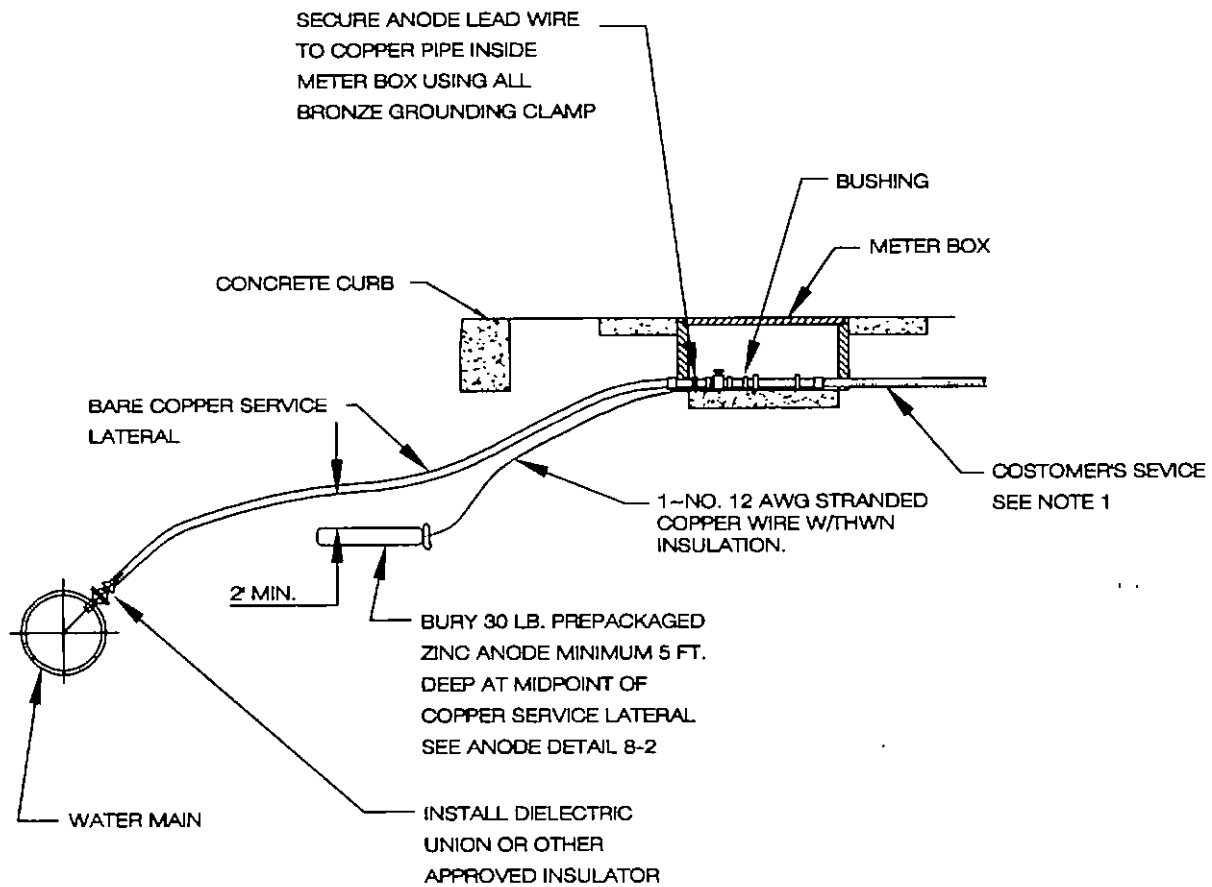 SECURE ANODE LEAD WIRE
TO COPPER PIPE INSIDE
METER BOX USING ALL
BRONZE GROUNDING CLAMP
BUSHING
METER BOX
CONCRETE CURB
BARE COPPER SERVICE
LATERAL
COSTOMER'S SEVICE
SEE NOTE 1
1~NO. 12 AWG STRANDED
COPPER WIRE W/THWN
INSULATION.
2' MIN.
BURY 30 LB. PREPACKAGED
ZINC ANODE MINIMUM 5 FT.
DEEP AT MIDPOINT OF
COPPER SERVICE LATERAL
SEE ANODE DETAIL 8-2
WATER MAIN
INSTALL DIELECTRIC
UNION OR OTHER
APPROVED INSULATOR